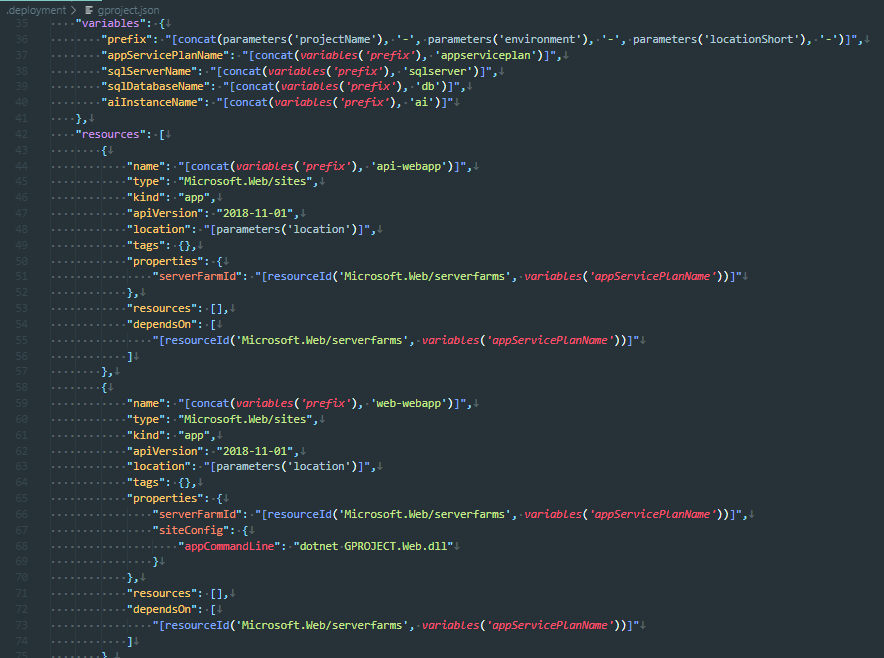 .deployment > gproject.json
35 "variables": {
36 "prefix": "[concat(parameters('projectName'), '-', parameters('environment'), '-', parameters('locationShort'), '-')]",
37 "appServicePlanName": "[concat(variables('prefix'), 'appserviceplan')]",
38 "sqlServerName": "[concat(variables('prefix'), 'sqlserver')]",
39 "sqlDatabaseName": "[concat(variables('prefix'), 'db')]",
40 "aiInstanceName": "[concat(variables('prefix'), 'ai')]"
41 },
42 "resources": [
43 {
44 "name": "[concat(variables('prefix'), 'api-webapp')]",
45 "type": "Microsoft.Web/sites",
46 "kind": "app",
47 "apiVersion": "2018-11-01",
48 "location": "[parameters('location')]",
49 "tags": {},
50 "properties": {
51 "serverFarmId": "[resourceId('Microsoft.Web/serverfarms', variables('appServicePlanName'))]"
52 },
53 "resources": [],
54 "dependsOn": [
55 "[resourceId('Microsoft.Web/serverfarms', variables('appServicePlanName'))]"
56 ]
57 },
58 {
59 "name": "[concat(variables('prefix'), 'web-webapp')]",
60 "type": "Microsoft.Web/sites",
61 "kind": "app",
62 "apiVersion": "2018-11-01",
63 "location": "[parameters('location')]",
64 "tags": {},
65 "properties": {
66 "serverFarmId": "[resourceId('Microsoft.Web/serverfarms', variables('appServicePlanName'))]",
67 "siteConfig": {
68 "appCommandLine": "dotnet GPROJECT.Web.dll"
69 }
70 },
71 "resources": [],
72 "dependsOn": [
73 "[resourceId('Microsoft.Web/serverfarms', variables('appServicePlanName'))]"
74 ]
75 },